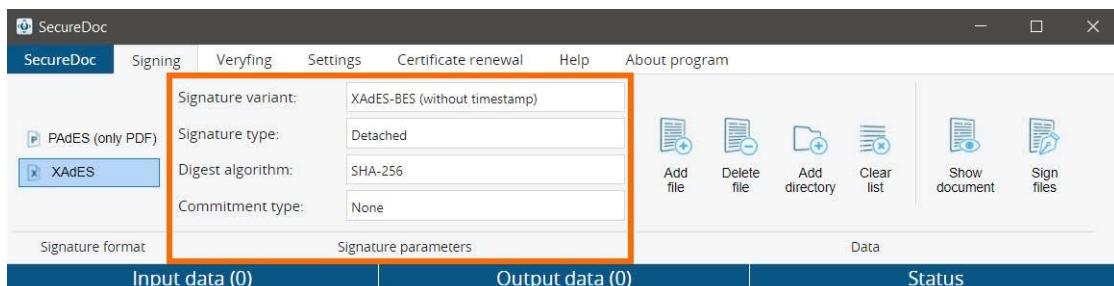 SecureDoc
SecureDoc Signing Veryfing Settings Certificate renewal Help About program
Signature variant: XAdES-BES (without timestamp)
PAdES (only PDF)
Signature type: Detached
XAdES
Digest algorithm: SHA-256
Commitment type: None
Add file
Delete file
Add directory
Clear list
Show document
Sign files
Signature format Signature parameters Data
Input data (0) Output data (0) Status